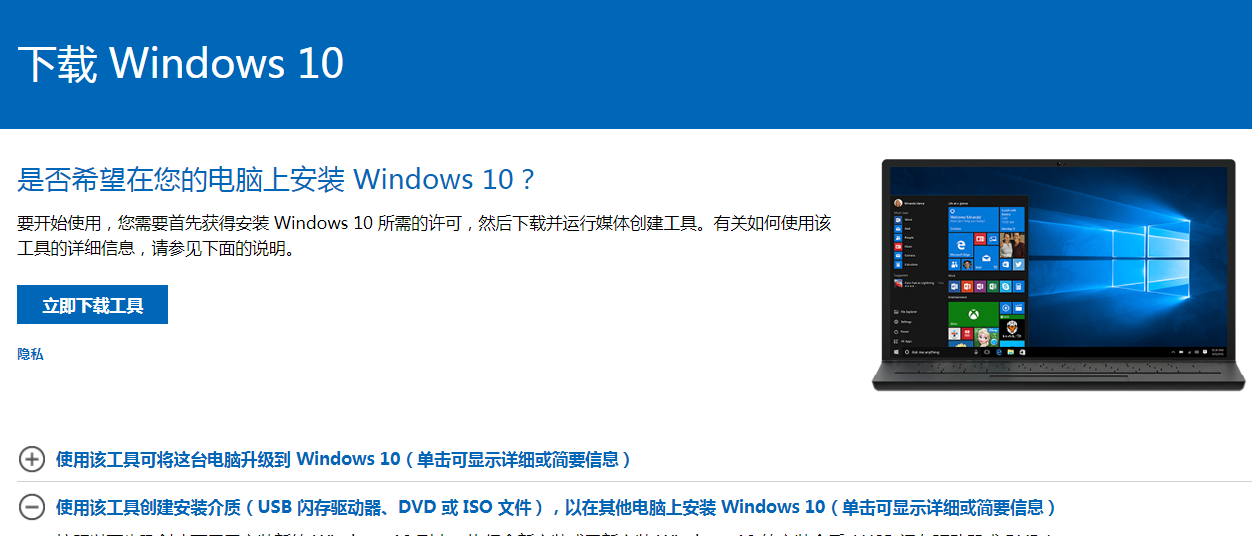 下载 Windows 10
是否希望在您的电脑上安装 Windows 10？
要开始使用，您需要首先获得安装 Windows 10 所需的许可，然后下载并运行媒体创建工具。有关如何使用该
工具的详细信息，请参见下面的说明。
立即下载工具
隐私
使用该工具可将这台电脑升级到 Windows 10（单击可显示详细或简要信息）
使用该工具创建安装介质（USB 闪存驱动器、DVD 或 ISO 文件），以在其他电脑上安装 Windows 10（单击可显示详细或简要信息）